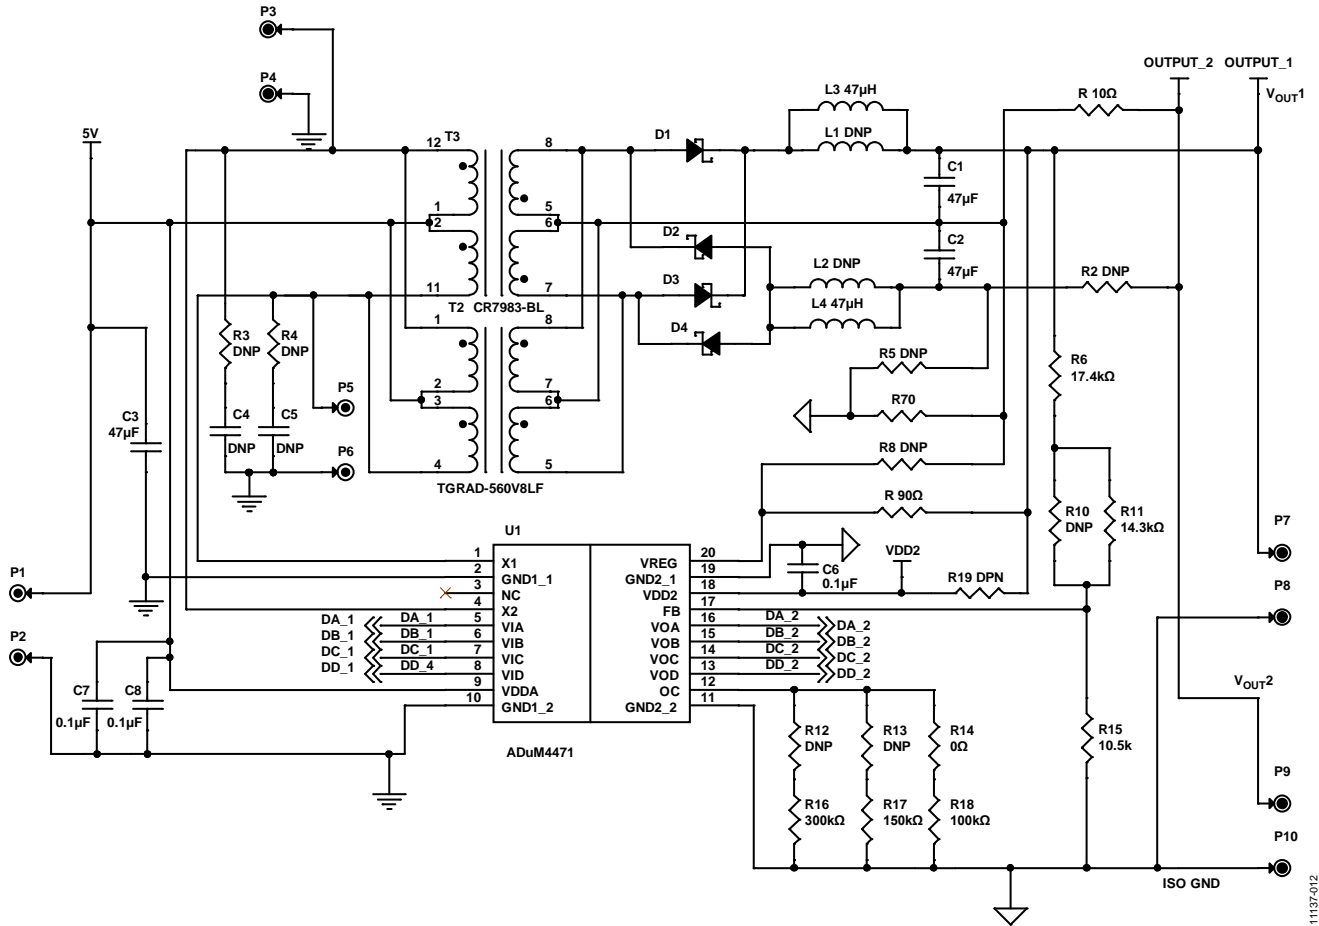 P3
P4
5V
T3
12
1
2
11
8
5
6
7
T2 CR7983-BL
1
2
3
4
8
7
6
5
TGRAD-560V8LF
D1
D2
D3
D4
L3 47µH
L1 DNP
L2 DNP
L4 47µH
C1
47µF
C2
47µF
R 10Ω
OUTPUT_2
OUTPUT_1
VOUT1
R2 DNP
R5 DNP
R70
R8 DNP
R 90Ω
R6
17.4kΩ
R10
DNP
R11
14.3kΩ
R3
DNP
R4
DNP
C3
47µF
C4
DNP
C5
DNP
P5
P6
P7
P8
P1
P2
U1
1
2
3
4
5
6
7
8
9
10
X1
GND1_1
NC
X2
VIA
VIB
VIC
VID
VDDA
GND1_2
VREG
GND2_1
VDD2
FB
VOA
VOB
VOC
VOD
OC
GND2_2
20
19
18
17
16
15
14
13
12
11
ADuM4471
DA_1
DB_1
DC_1
DD_1
DA_1
DB_1
DC_1
DD_4
DA_2
DB_2
DC_2
DD_2
DA_2
DB_2
DC_2
DD_2
C6
0.1µF
VDD2
R19 DPN
C7
0.1µF
C8
0.1µF
R12
DNP
R13
DNP
R14
0Ω
R16
300kΩ
R17
150kΩ
R18
100kΩ
R15
10.5k
VOUT2
P9
P10
ISO GND
11137-012